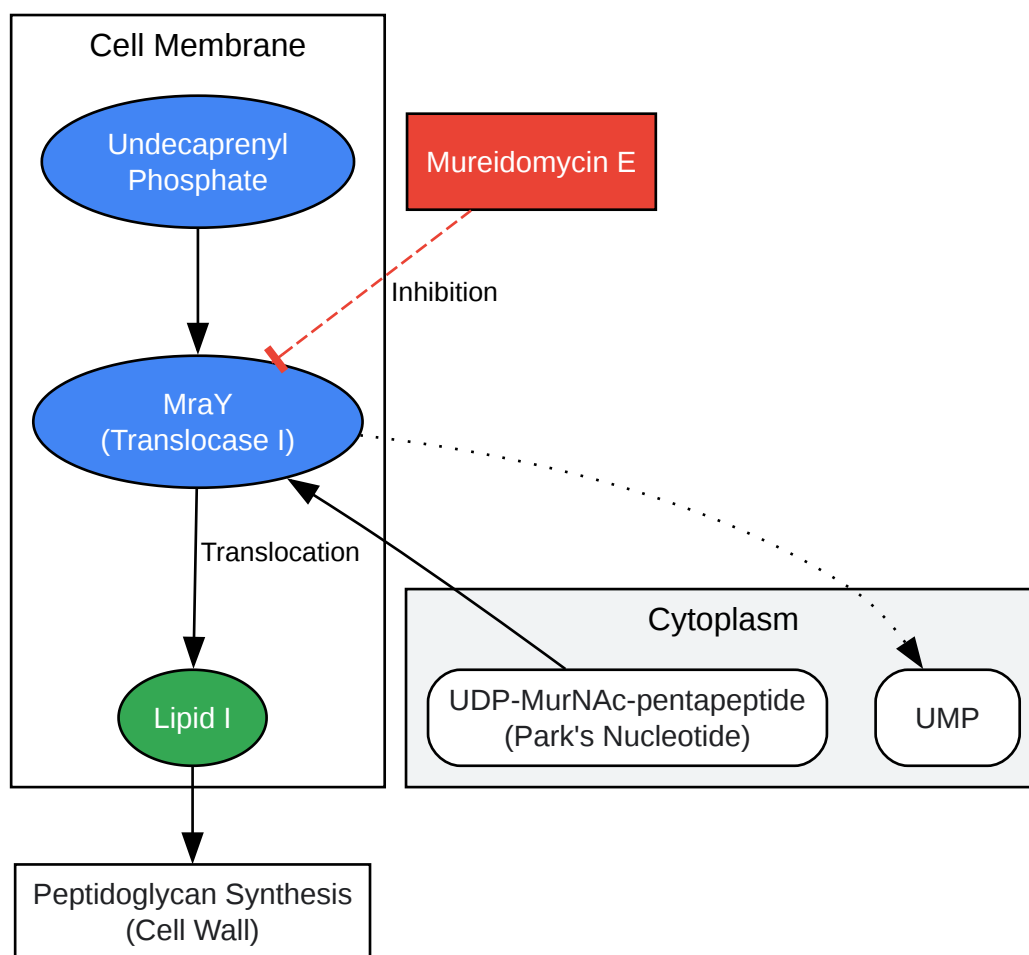 Cell Membrane
Undecaprenyl
Phosphate
Mureidomycin E
Inhibition
MraY
(Translocase I)
Translocation
Cytoplasm
UDP-MurNAc-pentapeptide
(Park's Nucleotide)
UMP
Lipid I
Peptidoglycan Synthesis
(Cell Wall)